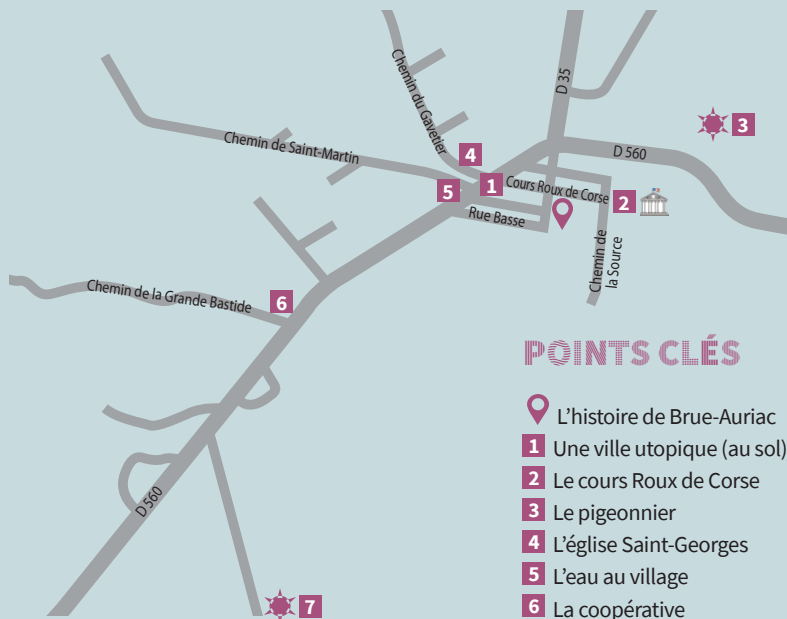 Chemin du Gavetier
D 35
3
Chemin de Saint-Martin
4
D 560
5
1
Cours Roux de Corse
2
Rue Basse
Chemin de
la Source
Chemin de la Grande Bastide
6
D 560
7
POINTS CLÉS
L'histoire de Brue-Auriac
1 Une ville utopique (au sol)
2 Le cours Roux de Corse
3 Le pigeonnier
4 L'église Saint-Georges
5 L'eau au village
6 La coopérative